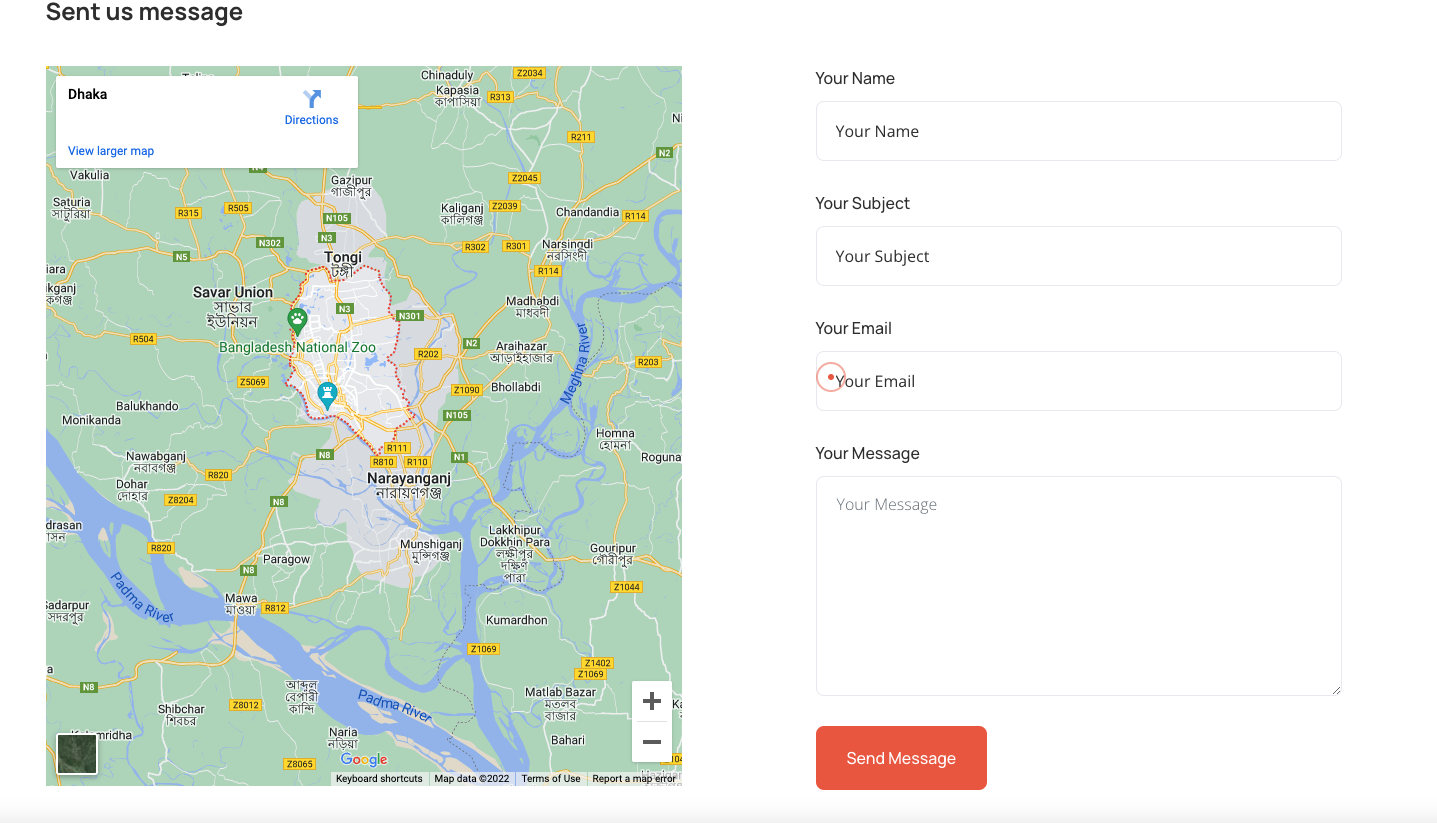 Sent us message
Dhaka
Directions
View larger map
Chinaduly
Z2034
Kapasia
কাপাসিয়া
R313
R211
N2
Vakulia
Gazipur
গাজীপুর
Z2045
Saturia
সাটুরিয়া
R315
R505
N105
Kaliganj
কালিগঞ্জ
Z2039
Chandandia
R114
N302
N3
R302
R301
Narsingdi
নরসিংদী
N5
Tongi
টঙ্গী
R114
Savar Union
সাভার
ইউনিয়ন
N3
N301
Madhabdi
মাধবদী
R504
Bangladesh National Zoo
N2
R202
Araihazar
আড়াইহাজার
R203
Meghna River
Z5069
Z1090
Bhollabdi
Balukhando
Monikanda
N105
Homna
হোমনা
R111
Nawabganj
নবাবগঞ্জ
N8
R810
R110
N1
R820
Dohar
দোহার
Z8204
Narayanganj
নারায়ণগঞ্জ
N8
R820
Munshiganj
মুন্সিগঞ্জ
Lakkhipur
Dokkhin Para
লক্ষীপুর
দক্ষিণ
পারা
Gouripur
গৌরীপুর
Paragow
N8
Z1044
Padma River
Mawa
মাওয়া
R812
Kumardhon
Z1069
Z1402
Z1069
N8
আব্দুল
বেপারী
কান্দি
Z8012
Padma River
Matlab Bazar
মতলব
বাজার
Shibchar
শিবচর
Naria
নড়িয়া
Bahari
Z8065
Google
Keyboard shortcuts
Map data ©2022
Terms of Use
Report a map error
Your Name
Your Name
Your Subject
Your Subject
Your Email
Your Email
Your Message
Your Message
Send Message